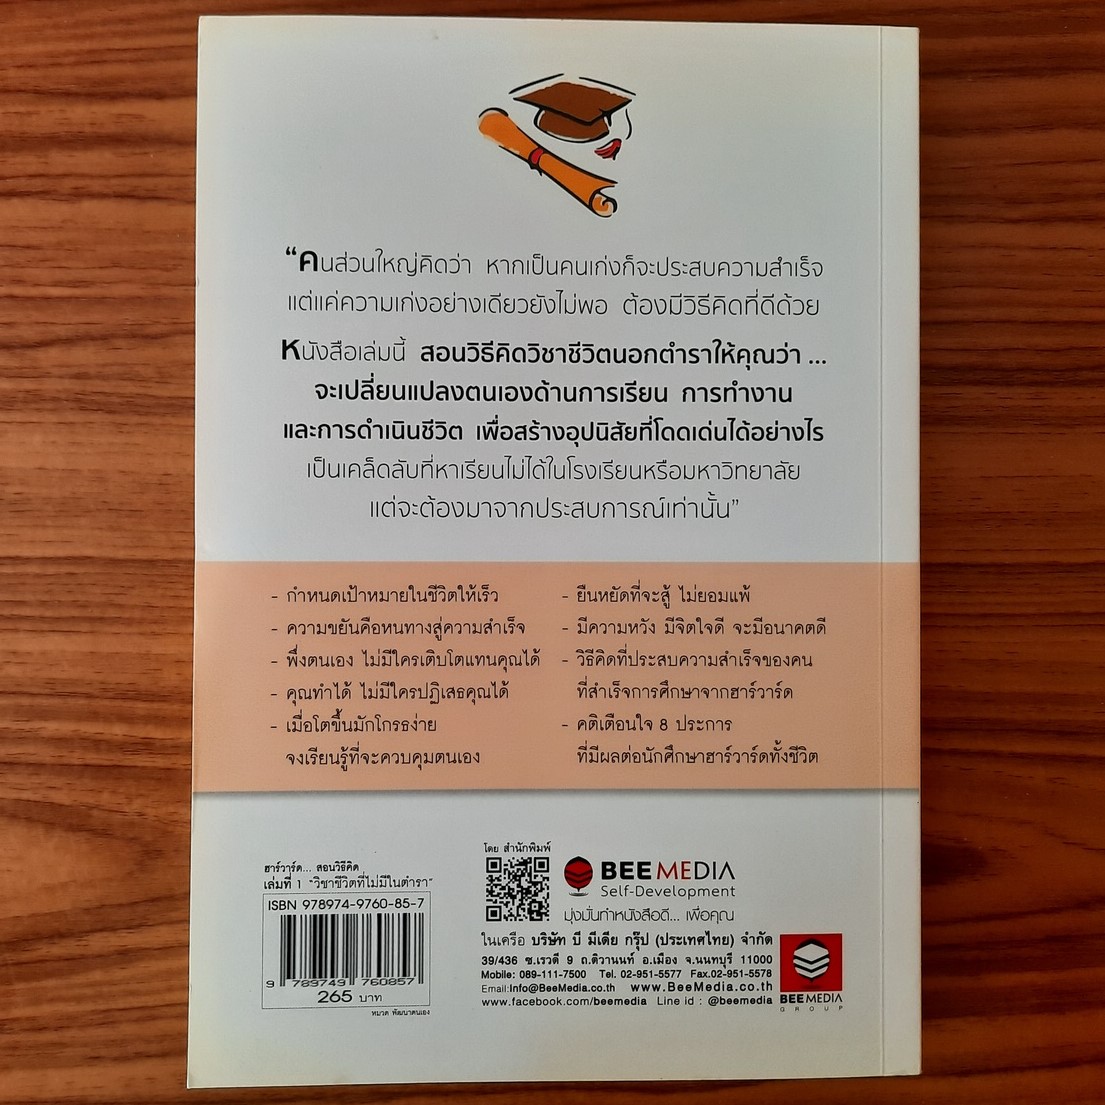 “คนส่วนใหญ่คิดว่า หากเป็นคนเก่งก็จะประสบความสำเร็จ
แต่แค่ความเก่งอย่างเดียวยังไม่พอ ต้องมีวิธีคิดที่ดีด้วย
หนังสือเล่มนี้ สอนวิธีคิดวิชาชีวิตนอกตำราให้คุณว่า ...
จะเปลี่ยนแปลงตนเองด้านการเรียน การทำงาน
และการดำเนินชีวิต เพื่อสร้างอุปนิสัยที่โดดเด่นได้อย่างไร
เป็นเคล็ดลับที่หาเรียนไม่ได้ในโรงเรียนหรือมหาวิทยาลัย
แต่จะต้องมาจากประสบการณ์เท่านั้น”
- กำหนดเป้าหมายในชีวิตให้เร็ว
- ความขยันคือหนทางสู่ความสำเร็จ
- พึ่งตนเอง ไม่มีใครเติบโตแทนคุณได้
- คุณทำได้ ไม่มีใครปฏิเสธคุณได้
- เมื่อโตขึ้นมักโกรธง่าย
จงเรียนรู้ที่จะควบคุมตนเอง
- ยืนหยัดที่จะสู้ ไม่ยอมแพ้
- มีความหวัง มีจิตใจดี จะมีอนาคตดี
- วิธีคิดที่ประสบความสำเร็จของคน
ที่สำเร็จการศึกษาจากฮาร์วาร์ด
- คติเตือนใจ 8 ประการ
ที่มีผลต่อนักศึกษาฮาร์วาร์ดทั้งชีวิต
ฮาร์วาร์ด... สอนวิธีคิด
เล่มที่ 1 “วิชาชีวิตที่ไม่มีในตำรา”
ISBN 978974-9760-85-7
9 789749 760857
265 บาท
หมวด พัฒนาตนเอง
โดย สำนักพิมพ์
BEE MEDIA
Self-Development
มุ่งมั่นทำหนังสือดี... เพื่อคุณ
ในเครือ บริษัท บี มีเดีย กรุ๊ป (ประเทศไทย) จำกัด
39/436 ซ.เรวดี 9 ถ.ติวานนท์ อ.เมือง จ.นนทบุรี 11000
Mobile: 089-111-7500 Tel. 02-951-5577 Fax.02-951-5578
Email:Info@BeeMedia.co.th www.BeeMedia.co.th
www.facebook.com/beemedia Line id : @beemedia
BEEMEDIA
GROUP